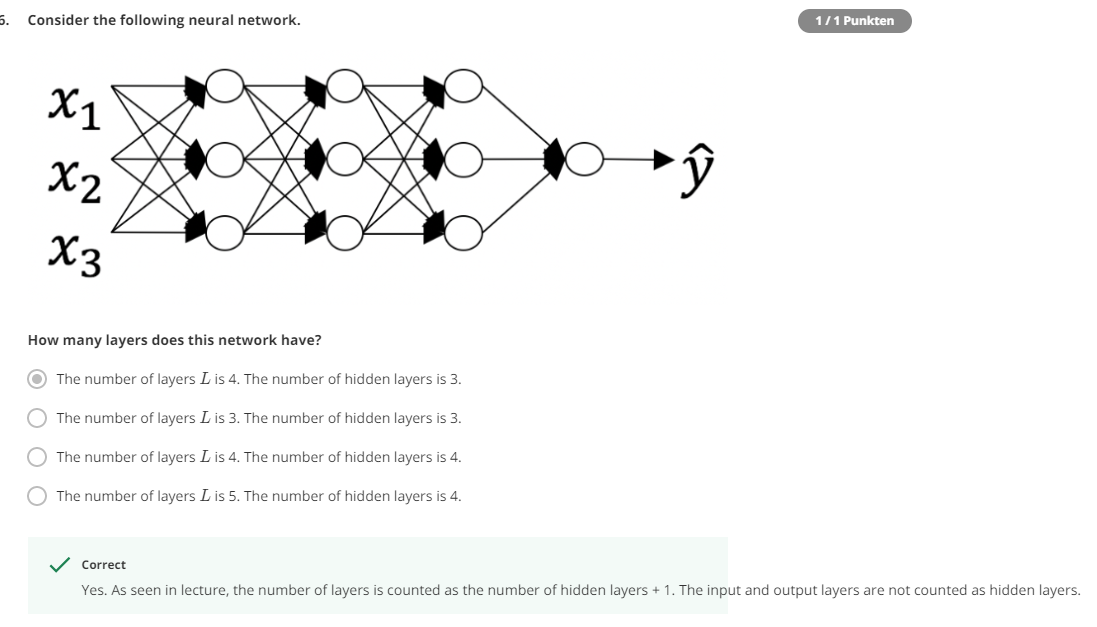 6. Consider the following neural network.
1 / 1 Punkten
x1
x2
x3
ŷ
How many layers does this network have?
The number of layers L is 4. The number of hidden layers is 3.
The number of layers L is 3. The number of hidden layers is 3.
The number of layers L is 4. The number of hidden layers is 4.
The number of layers L is 5. The number of hidden layers is 4.
Correct
Yes. As seen in lecture, the number of layers is counted as the number of hidden layers + 1. The input and output layers are not counted as hidden layers.